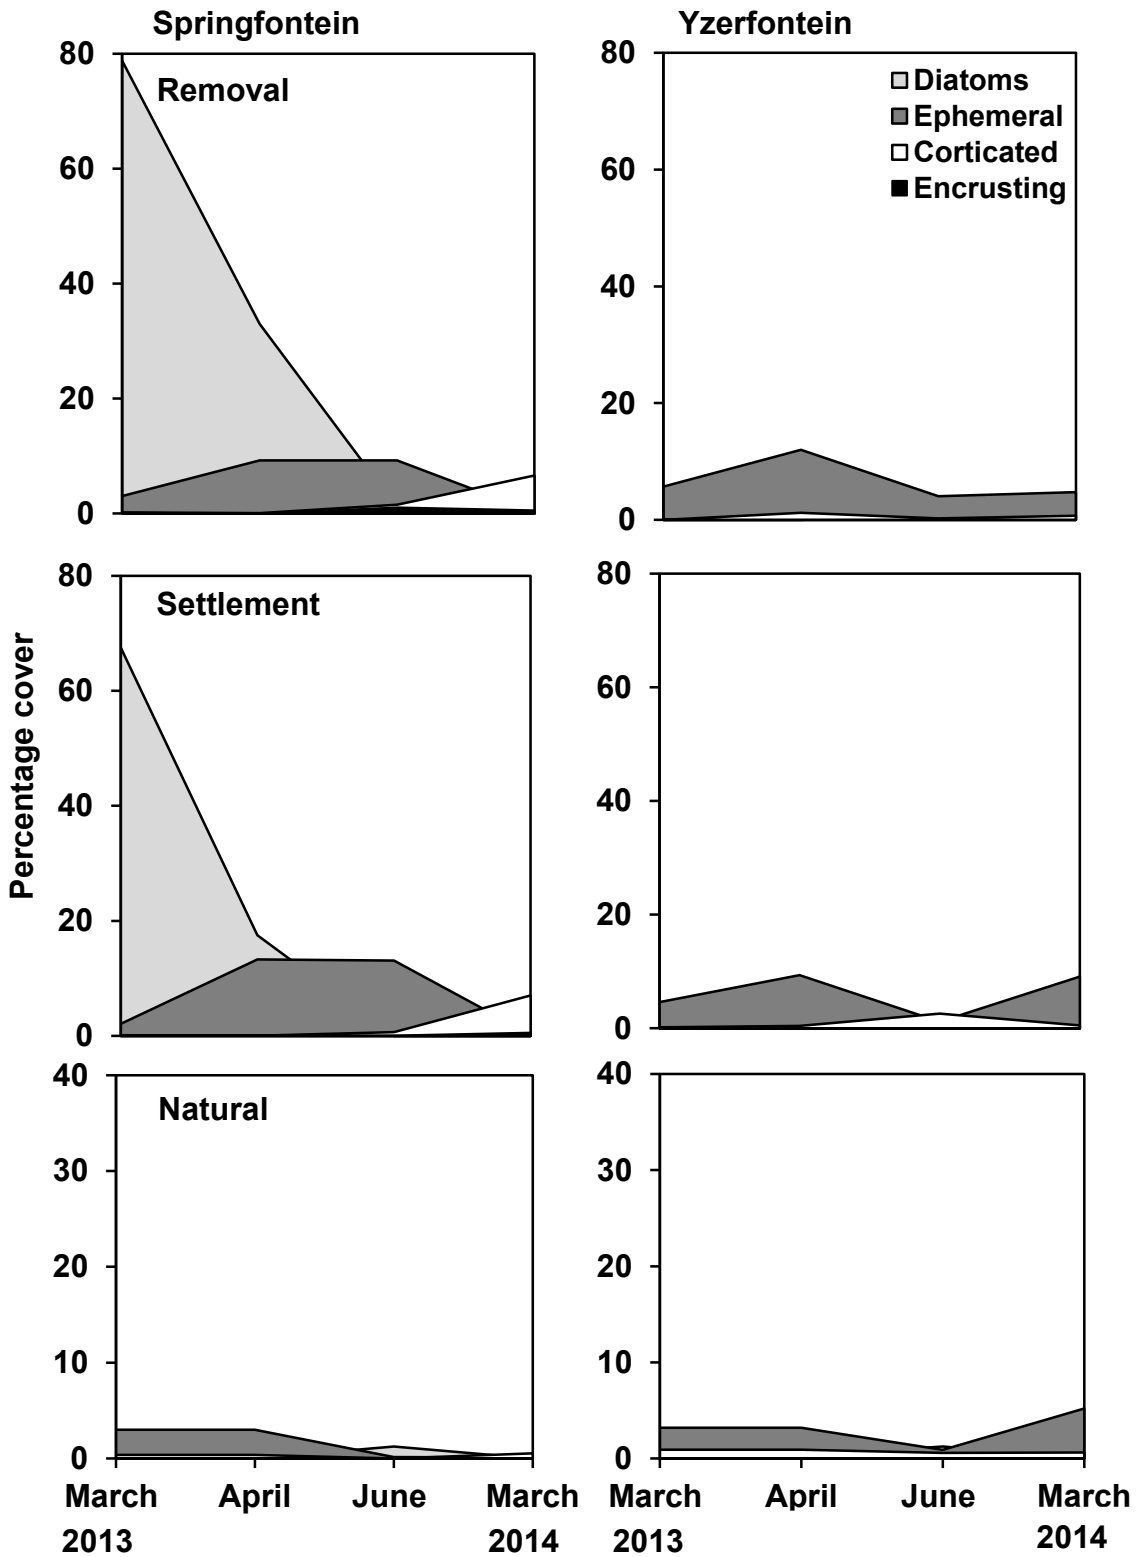 Springfontein
Yzerfontein
80
60
40
20
0
Removal
80
60
40
20
0
Diatoms
Ephemeral
Corticated
Encrusting
Percentage cover
80
60
40
20
0
Settlement
80
60
40
20
0
40
30
20
10
0
Natural
40
30
20
10
0
March April June March
2013 2014
March April June March
2013 2014